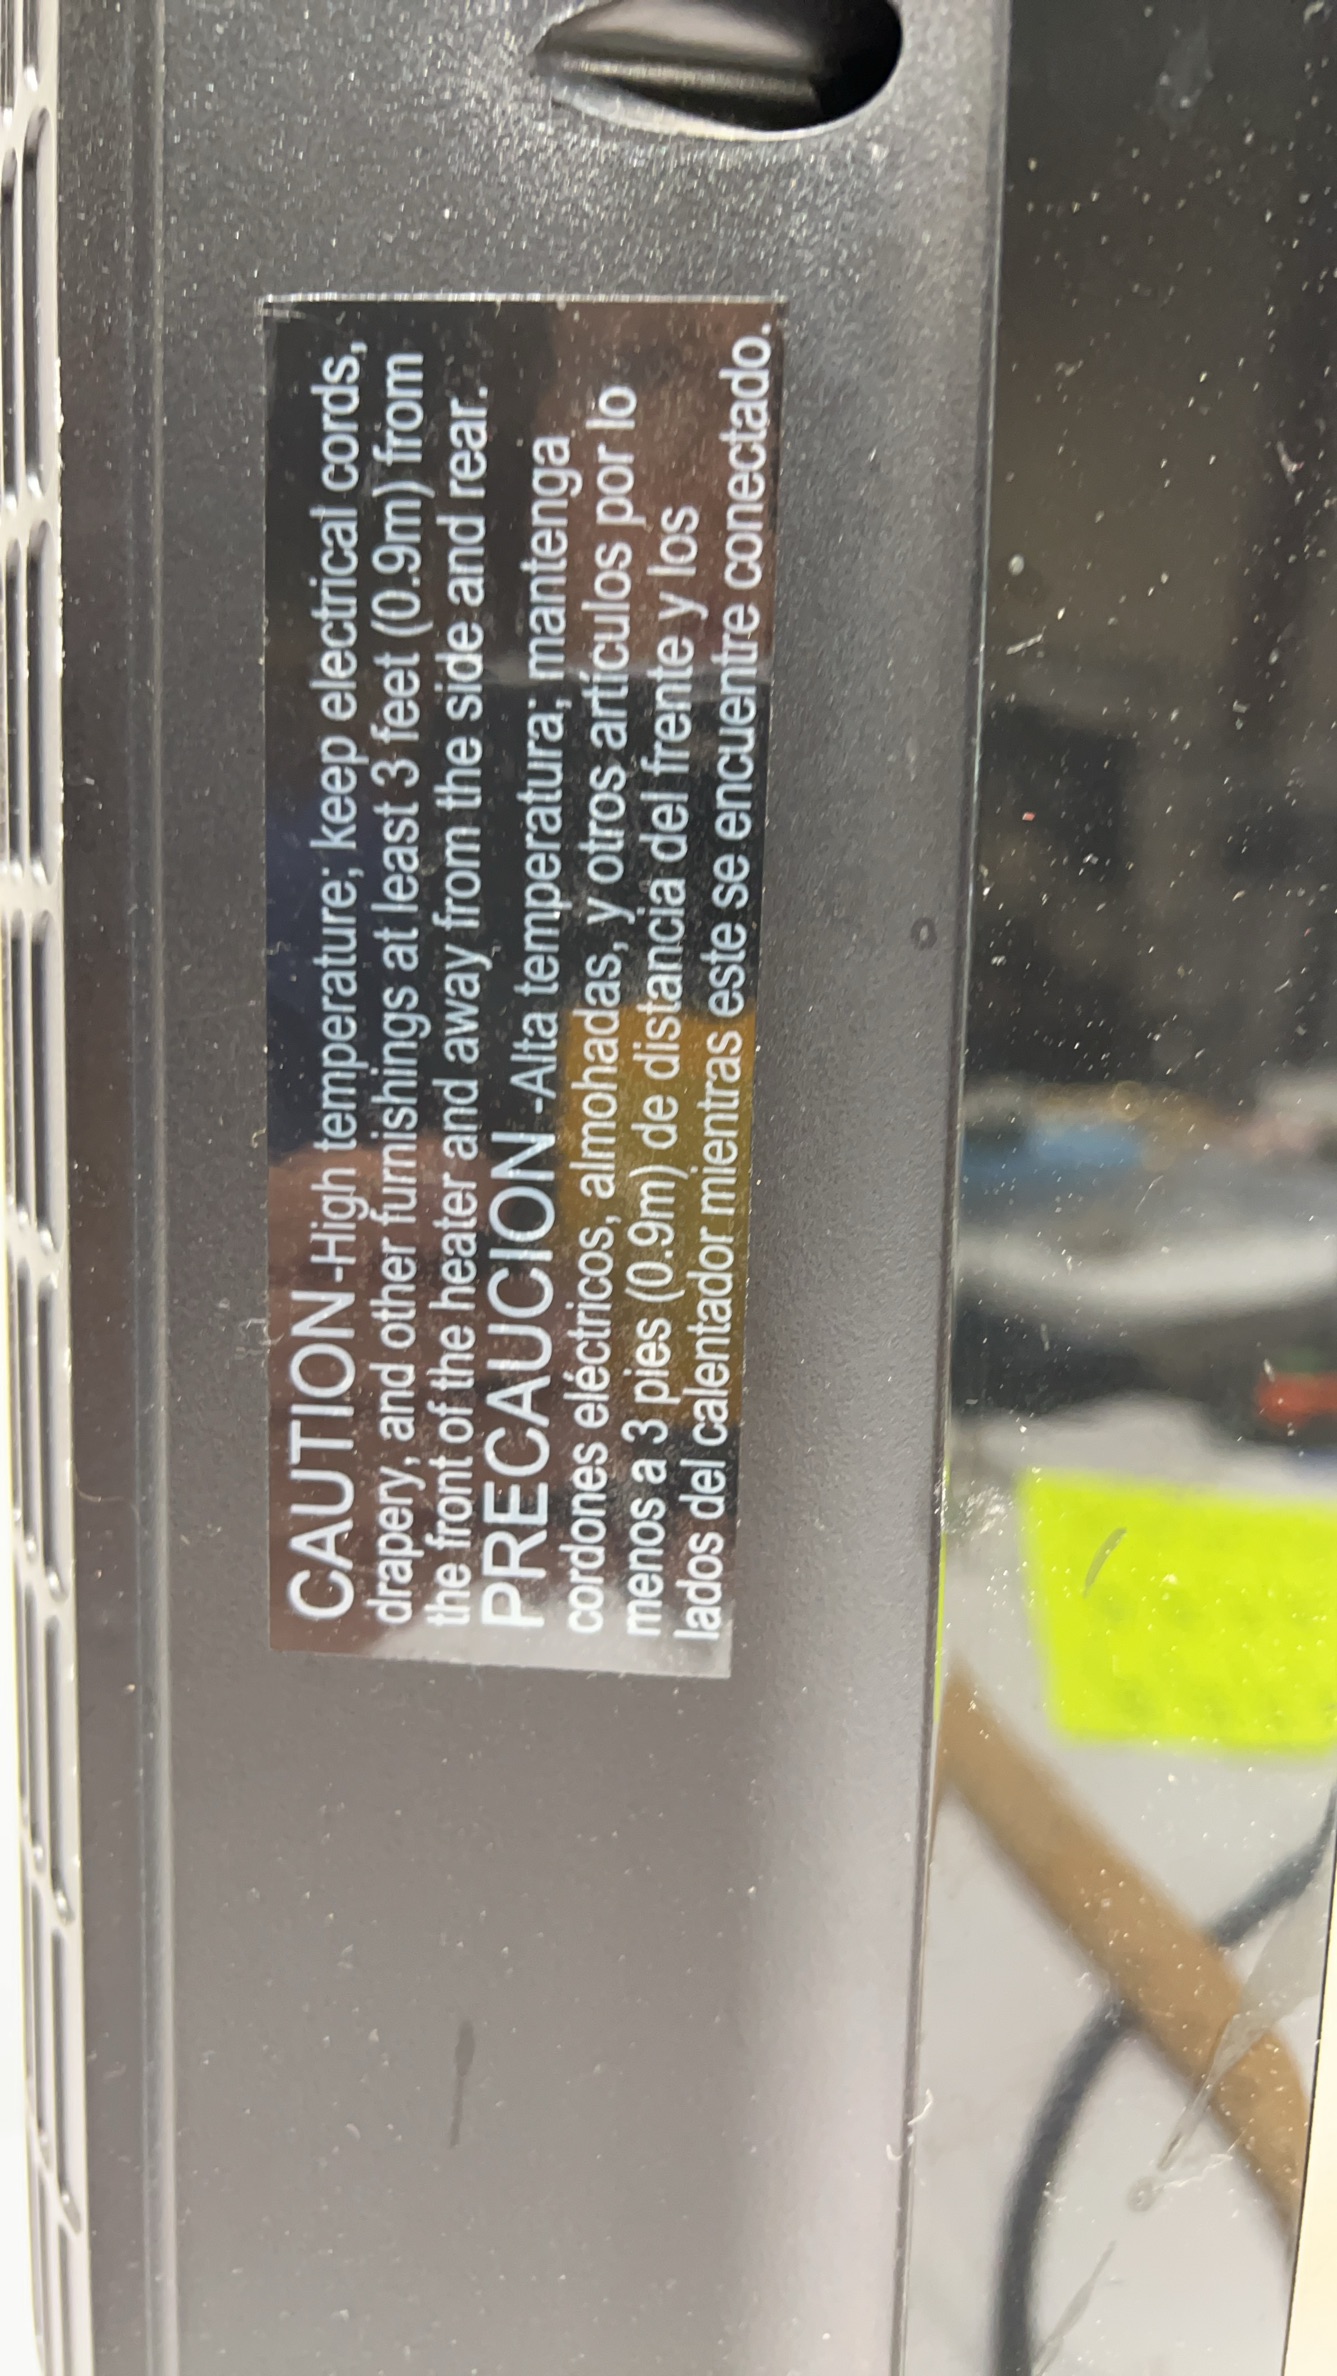 CAUTION -High temperature; keep electrical cords,
drapery, and other furnishings at least 3 feet (0.9m) from
the front of the heater and away from the side and rear.
PRECAUCION -Alta temperatura; mantenga
cordones eléctricos, almohadas, y otros artículos por lo
menos a 3 pies (0.9m) de distancia del frente y los
lados del calentador mientras este se encuentre conectado.